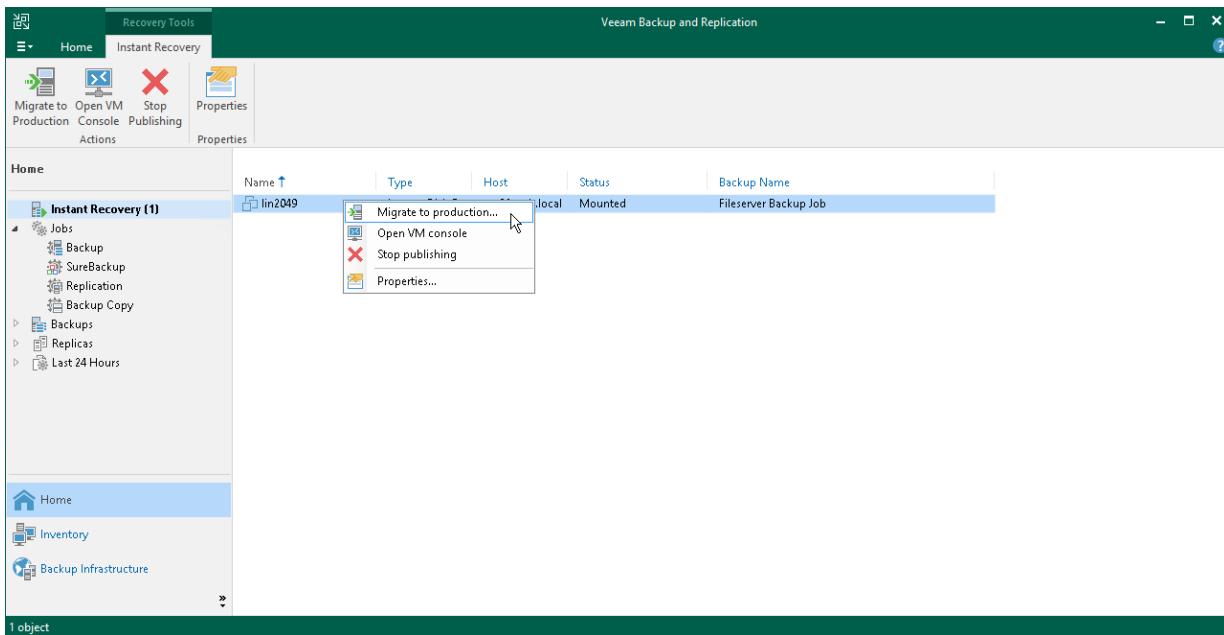 Recovery Tools
Veeam Backup and Replication
Home
Instant Recovery
Migrate to Production
Open VM Console
Stop Publishing
Properties
Actions
Properties
Home
Instant Recovery (1)
Jobs
Backup
SureBackup
Replication
Backup Copy
Backups
Replicas
Last 24 Hours
Name
Type
Host
Status
Backup Name
lin2049
.local
Mounted
Fileserver Backup Job
Migrate to production...
Open VM console
Stop publishing
Properties...
Home
Inventory
Backup Infrastructure
1 object